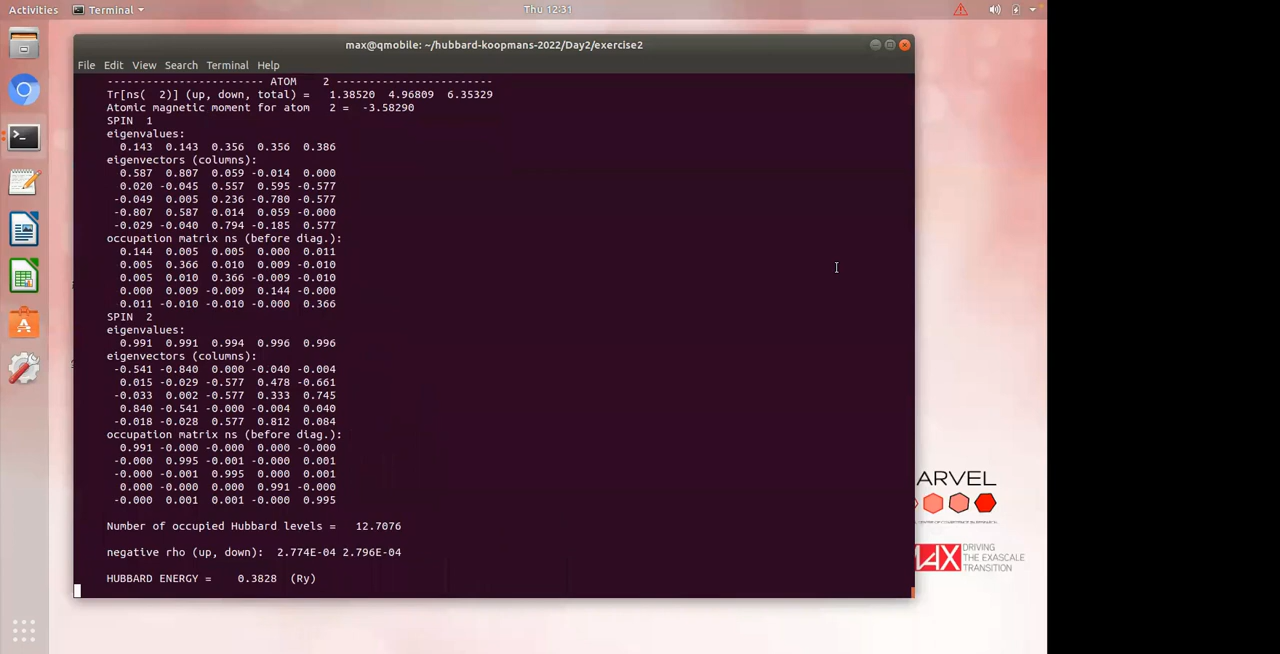 Activities
Terminal
Thu 12:31
max@qmobile: ~/hubbard-koopmans-2022/Day2/exercise2
File Edit View Search Terminal Help
------------------------ ATOM    2 ------------------------
Tr[ns(  2)] (up, down, total) =   1.38520  4.96809  6.35329
Atomic magnetic moment for atom   2 =  -3.58290
SPIN  1
eigenvalues:
0.143  0.143  0.356  0.356  0.386
eigenvectors (columns):
0.587  0.807  0.059 -0.014  0.000
0.020 -0.045  0.557  0.595 -0.577
-0.049  0.005  0.236 -0.780 -0.577
-0.807  0.587  0.014  0.059 -0.000
-0.029 -0.040  0.794 -0.185  0.577
occupation matrix ns (before diag.):
0.144  0.005  0.005  0.000  0.011
0.005  0.366  0.010  0.009 -0.010
0.005  0.010  0.366 -0.009 -0.010
0.000  0.009 -0.009  0.144 -0.000
0.011 -0.010 -0.010 -0.000  0.366
SPIN  2
eigenvalues:
0.991  0.991  0.994  0.996  0.996
eigenvectors (columns):
-0.541 -0.840  0.000 -0.040 -0.004
0.015 -0.029 -0.577  0.478 -0.661
-0.033  0.002 -0.577  0.333  0.745
0.840 -0.541 -0.000 -0.004  0.040
-0.018 -0.028  0.577  0.812  0.084
occupation matrix ns (before diag.):
0.991 -0.000 -0.000  0.000 -0.000
-0.000  0.995 -0.001 -0.000  0.001
-0.000 -0.001  0.995  0.000  0.001
0.000 -0.000  0.000  0.991 -0.000
-0.000  0.001  0.001 -0.000  0.995
Number of occupied Hubbard levels =   12.7076
negative rho (up, down):  2.774E-04 2.796E-04
HUBBARD ENERGY =    0.3828  (Ry)
ARVEL
AX DRIVING
THE EXASCALE
TRANSITION